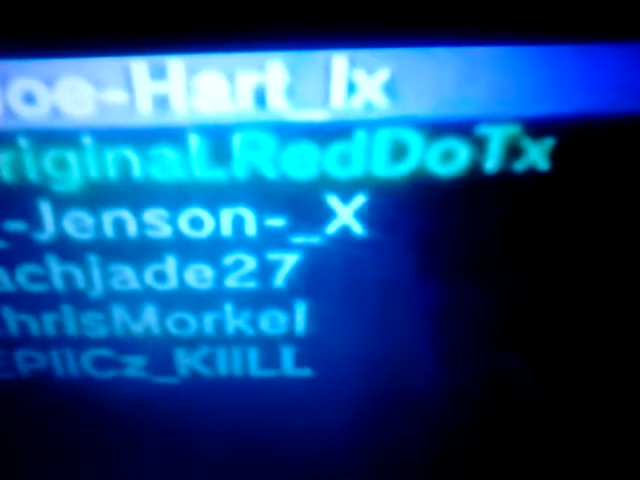 oe-Hart_lx
riginaLRedDoTx
_-Jenson-_X
achjade27
hrisMorkel
EPIICz_KIILL